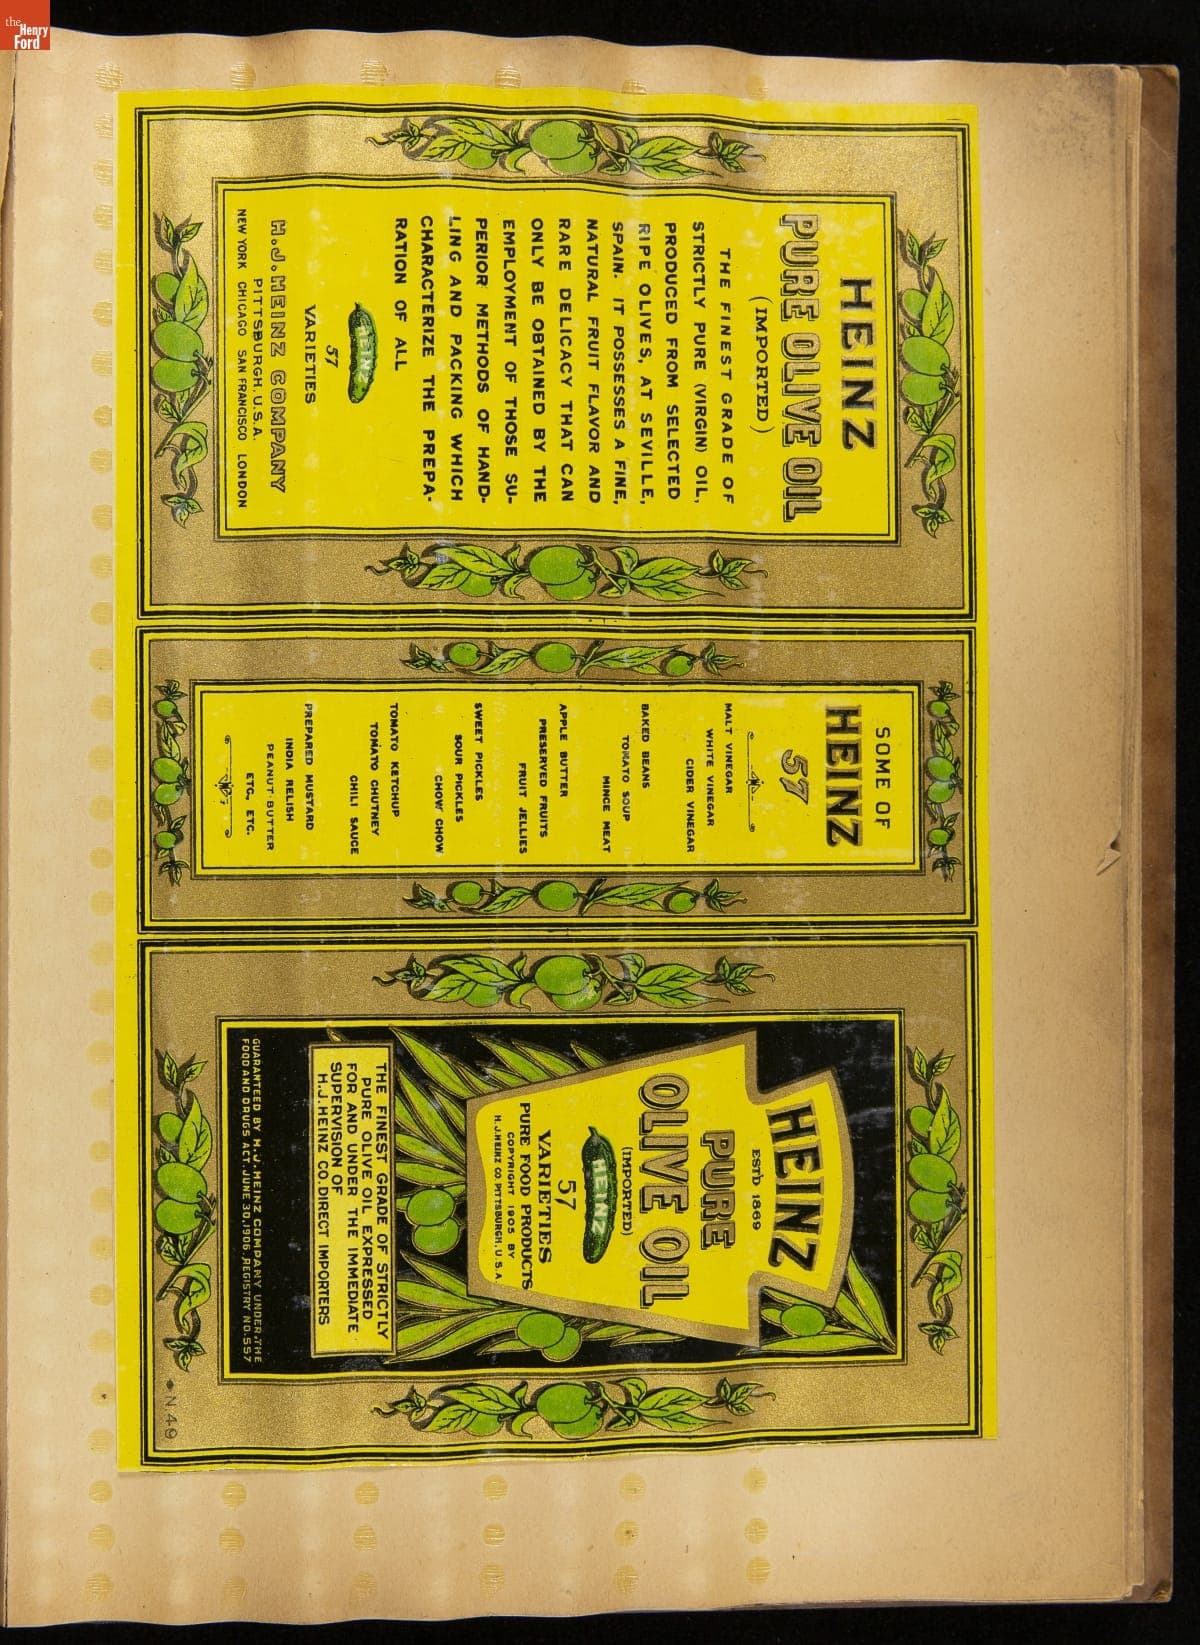 the
Henry
Ford
HEINZ
PURE OLIVE OIL
(IMPORTED)
THE FINEST GRADE OF
STRICTLY PURE (VIRGIN) OIL,
PRODUCED FROM SELECTED
RIPE OLIVES, AT SEVILLE,
SPAIN. IT POSSESSES A FINE,
NATURAL FRUIT FLAVOR AND
RARE DELICACY THAT CAN
ONLY BE OBTAINED BY THE
EMPLOYMENT OF THOSE SU-
PERIOR METHODS OF HAND-
LING AND PACKING WHICH
CHARACTERIZE THE PREPA-
RATION OF ALL
HEINZ
57
VARIETIES
H.J. HEINZ COMPANY
PITTSBURGH, U.S.A.
NEW YORK CHICAGO SAN FRANCISCO LONDON
SOME OF
HEINZ
57
MALT VINEGAR
WHITE VINEGAR
CIDER VINEGAR
BAKED BEANS
TOMATO SOUP
MINCE MEAT
APPLE BUTTER
PRESERVED FRUITS
FRUIT JELLIES
SWEET PICKLES
SOUR PICKLES
CHOW CHOW
TOMATO KETCHUP
TOMATO CHUTNEY
CHILI SAUCE
PREPARED MUSTARD
INDIA RELISH
PEANUT BUTTER
ETC., ETC.
HEINZ
ESTD 1869
PURE
OLIVE OIL
(IMPORTED)
HEINZ
57
VARIETIES
PURE FOOD PRODUCTS
COPYRIGHT 1905 BY
H.J. HEINZ CO. PITTSBURGH, U.S.A.
THE FINEST GRADE OF STRICTLY
PURE OLIVE OIL EXPRESSED
FOR AND UNDER THE IMMEDIATE
SUPERVISION OF
H.J. HEINZ CO. DIRECT IMPORTERS
GUARANTEED BY H.J. HEINZ COMPANY UNDER THE
FOOD AND DRUGS ACT, JUNE 30, 1906, REGISTRY NO. 557
N 49